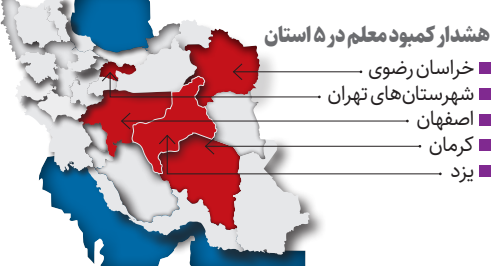 هشدار کمبود معلم در ۵ استان
خراسان رضوی
شهرستان‌های تهران
اصفهان
کرمان
یزد